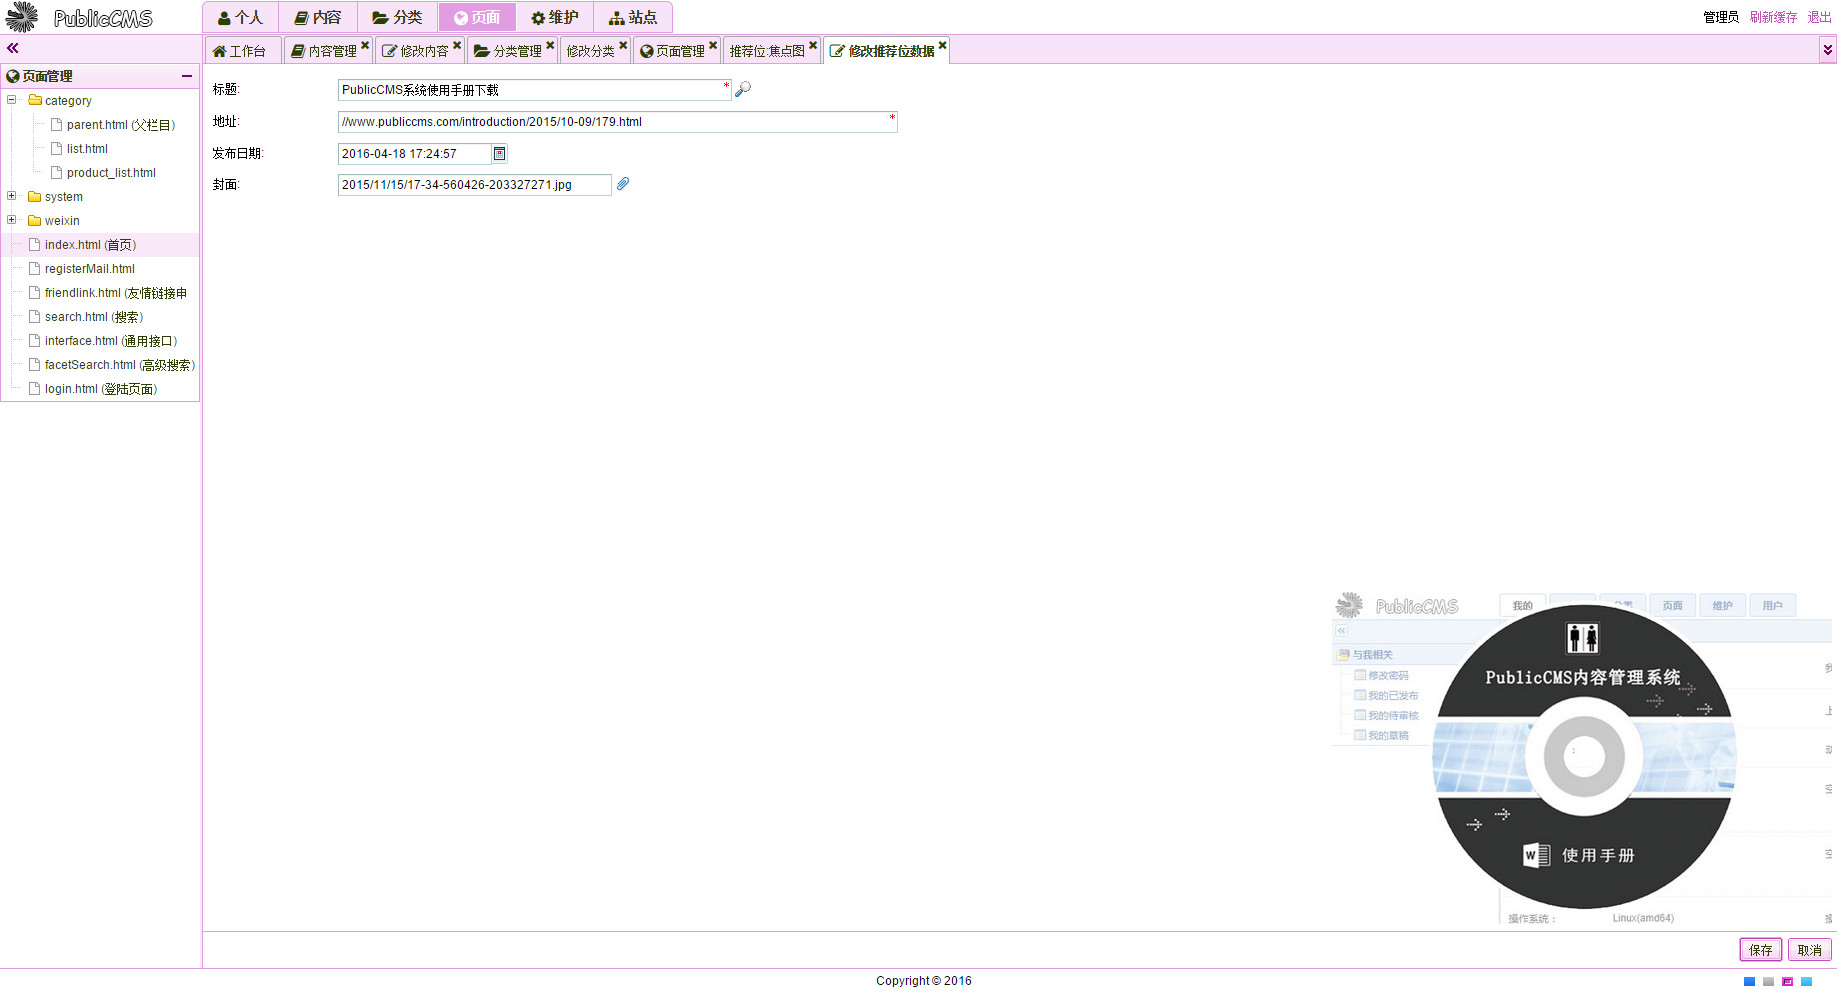 PublicCMS
个人 内容 分类 页面 维护 站点
管理员 刷新缓存 退出
工作台 内容管理 修改内容 分类管理 修改分类 页面管理 推荐位:焦点图 修改推荐位数据
页面管理
category
parent.html (父栏目)
list.html
product_list.html
system
weixin
index.html (首页)
registerMail.html
friendlink.html (友情链接申
search.html (搜索)
interface.html (通用接口)
facetSearch.html (高级搜索)
login.html (登陆页面)
标题: PublicCMS系统使用手册下载 *
地址: //www.publiccms.com/introduction/2015/10-09/179.html *
发布日期: 2016-04-18 17:24:57
封面: 2015/11/15/17-34-560426-203327271.jpg
PublicCMS
我的 页面 维护 用户
与我相关
修改密码
我的已发布
我的待审核
我的草稿
PublicCMS内容管理系统
W 使用手册
操作系统： Linux(amd64)
保存 取消
Copyright © 2016